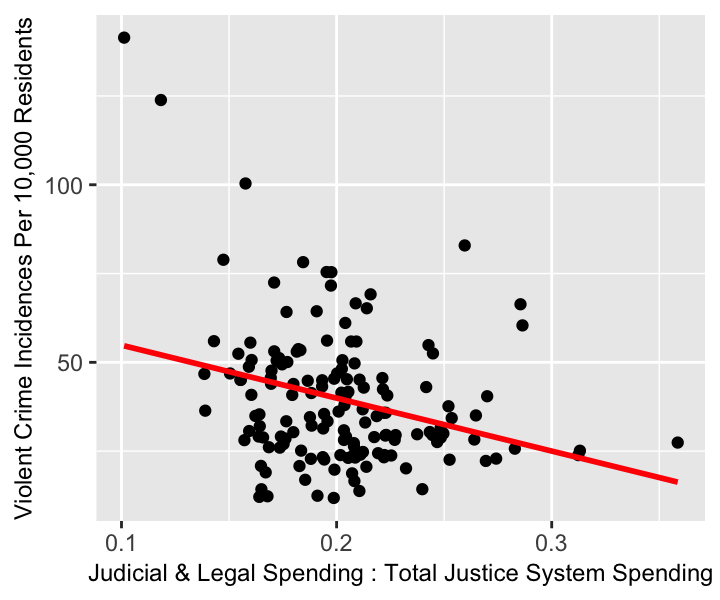 Violent Crime Incidences Per 10,000 Residents
100
50
0.1
0.2
0.3
Judicial & Legal Spending : Total Justice System Spending